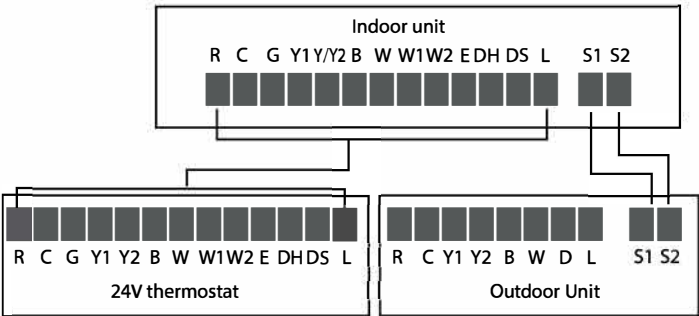 Indoor unit
R C G Y1 Y/Y2 B W W1 W2 E DH DS L S1 S2
R C G Y1 Y2 B W W1 W2 E DH DS L
24V thermostat
R C Y1 Y2 B W D L S1 S2
Outdoor Unit